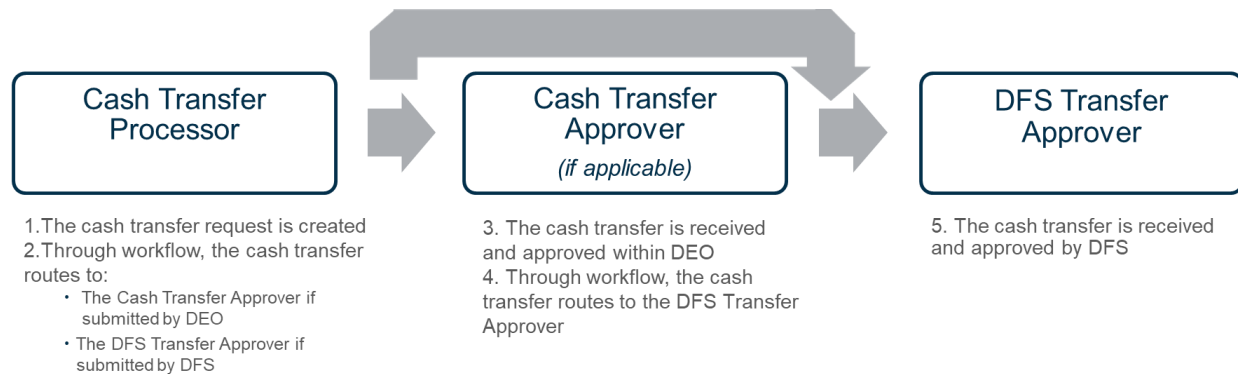 Cash Transfer
Processor
Cash Transfer
Approver
(if applicable)
DFS Transfer
Approver
1.The cash transfer request is created
2.Through workflow, the cash transfer
routes to:
• The Cash Transfer Approver if
submitted by DEO
• The DFS Transfer Approver if
submitted by DFS
3. The cash transfer is received
and approved within DEO
4. Through workflow, the cash
transfer routes to the DFS Transfer
Approver
5. The cash transfer is received
and approved by DFS